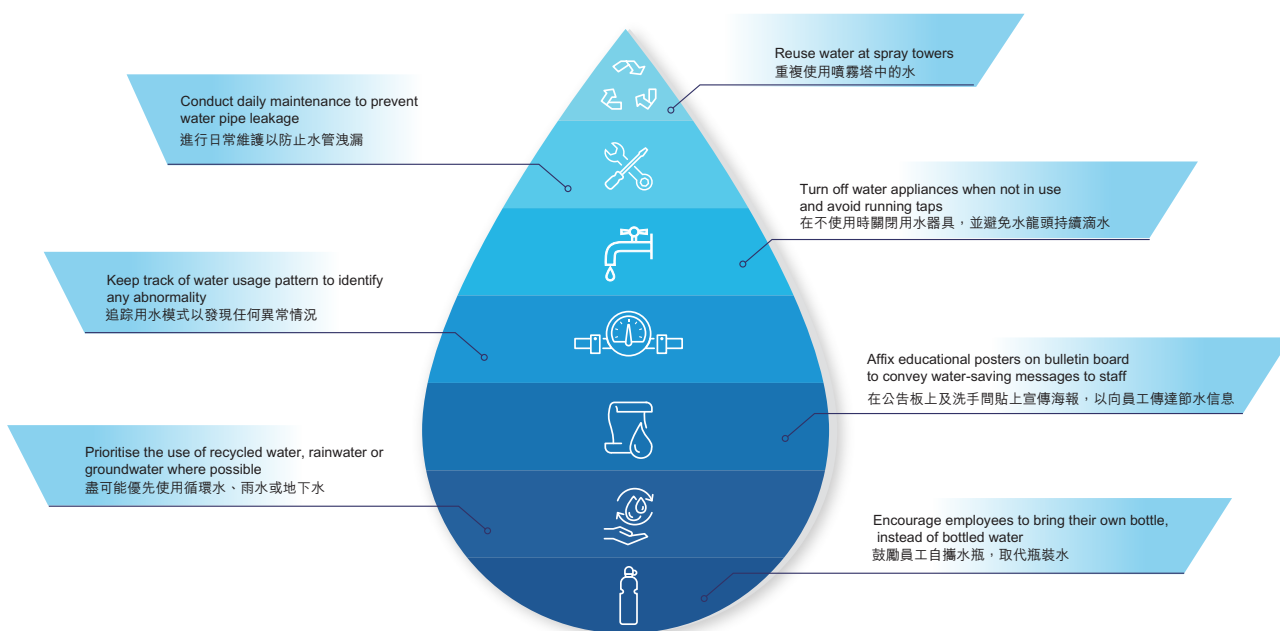 Reuse water at spray towers
重複使用噴霧塔中的水
Conduct daily maintenance to prevent
water pipe leakage
進行日常維護以防止水管洩漏
Turn off water appliances when not in use
and avoid running taps
在不使用時關閉用水器具，並避免水龍頭持續滴水
Keep track of water usage pattern to identify
any abnormality
追踪用水模式以發現任何異常情況
Affix educational posters on bulletin board
to convey water-saving messages to staff
在公告板上及洗手間貼上宣傳海報，以向員工傳達節水信息
Prioritise the use of recycled water, rainwater or
groundwater where possible
盡可能優先使用循環水、雨水或地下水
Encourage employees to bring their own bottle,
instead of bottled water
鼓勵員工自攜水瓶，取代瓶裝水